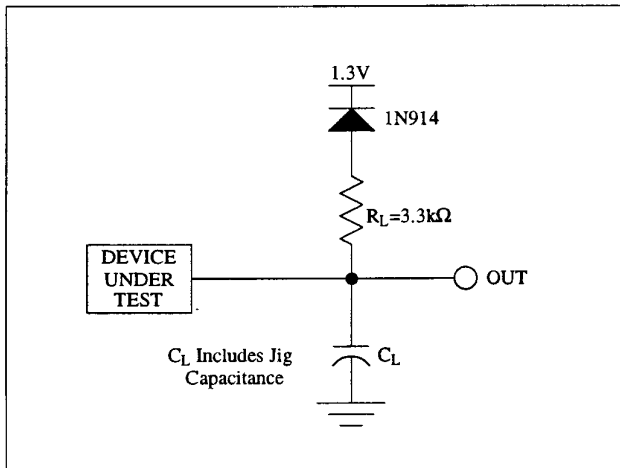 1.3V
1N914
R_L=3.3kΩ
DEVICE
UNDER
TEST
OUT
C_L Includes Jig
Capacitance
C_L